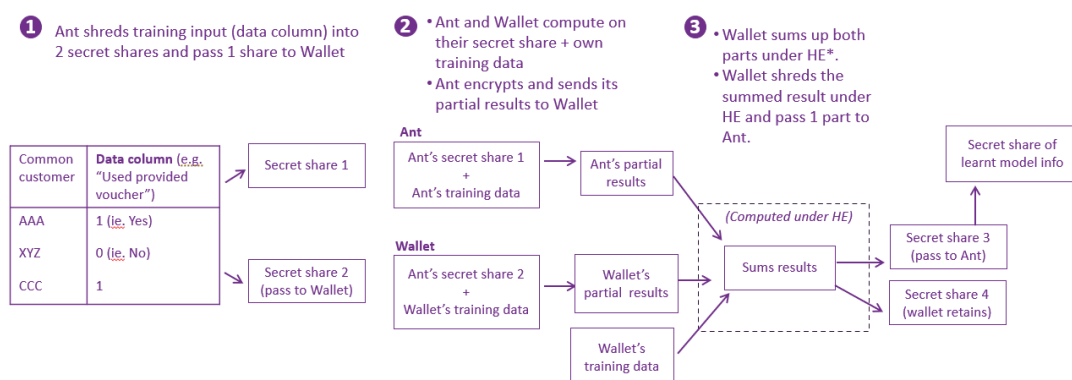 1
Ant shreds training input (data column) into
2 secret shares and pass 1 share to Wallet
2
• Ant and Wallet compute on
their secret share + own
training data
• Ant encrypts and sends its
partial results to Wallet
3
• Wallet sums up both
parts under HE*.
• Wallet shreds the
summed result under
HE and pass 1 part to
Ant.
Common
customer
Data column (e.g.
“Used provided
voucher”)
AAA
1 (ie. Yes)
XYZ
0 (ie. No)
CCC
1
Secret share 1
Secret share 2
(pass to Wallet)
Ant
Ant’s secret share 1
+
Ant’s training data
Ant’s partial
results
Wallet
Ant’s secret share 2
+
Wallet’s training data
Wallet’s
partial results
Wallet’s
training data
(Computed under HE)
Sums results
Secret share of
learnt model info
Secret share 3
(pass to Ant)
Secret share 4
(wallet retains)